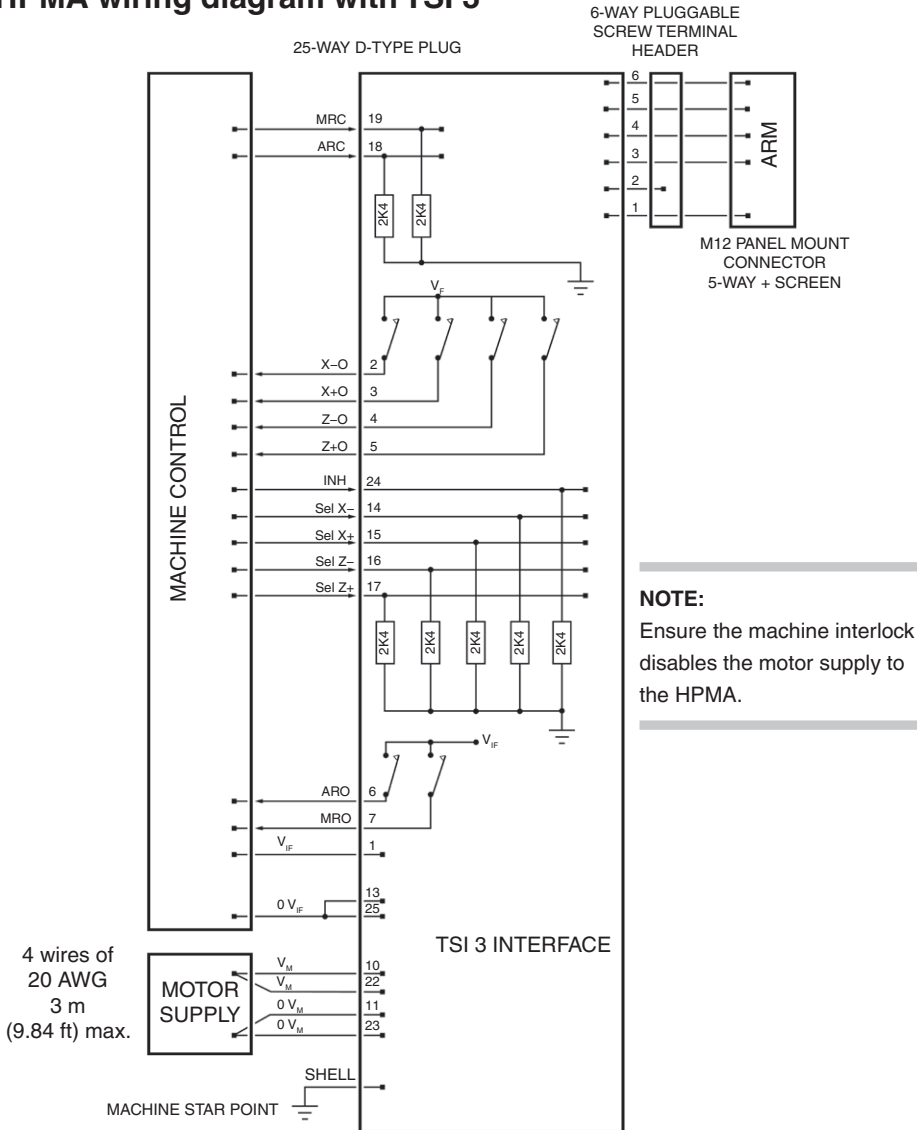 HPMA wiring diagram with TSI 3
6-WAY PLUGGABLE
SCREW TERMINAL
HEADER
25-WAY D-TYPE PLUG
6
5
4
3
2
1
ARM
M12 PANEL MOUNT
CONNECTOR
5-WAY + SCREEN
MRC 19
ARC 18
2K4 2K4
VF
X–O 2
X+O 3
Z–O 4
Z+O 5
MACHINE CONTROL
INH 24
Sel X– 14
Sel X+ 15
Sel Z– 16
Sel Z+ 17
2K4 2K4 2K4 2K4 2K4
NOTE:
Ensure the machine interlock
disables the motor supply to
the HPMA.
VIF
ARO 6
MRO 7
VIF 1
0 VIF 13
25
TSI 3 INTERFACE
4 wires of
20 AWG
3 m
(9.84 ft) max.
MOTOR
SUPPLY
VM 10
VM 22
0 VM 11
0 VM 23
SHELL
MACHINE STAR POINT